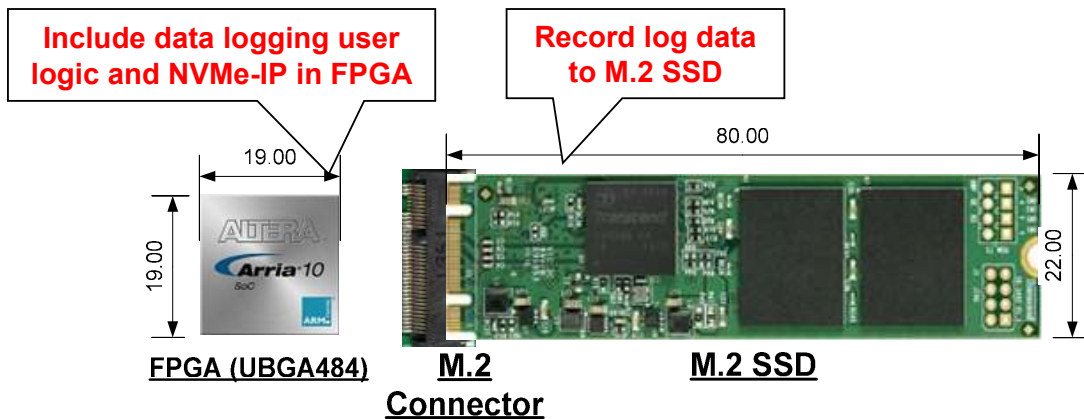 Include data logging user
logic and NVMe-IP in FPGA
Record log data
to M.2 SSD
80.00
19.00
19.00
22.00
ALTERA
Arria 10
SoC
ARM
Transcend
FPGA (UBGA484)
M.2
Connector
M.2 SSD